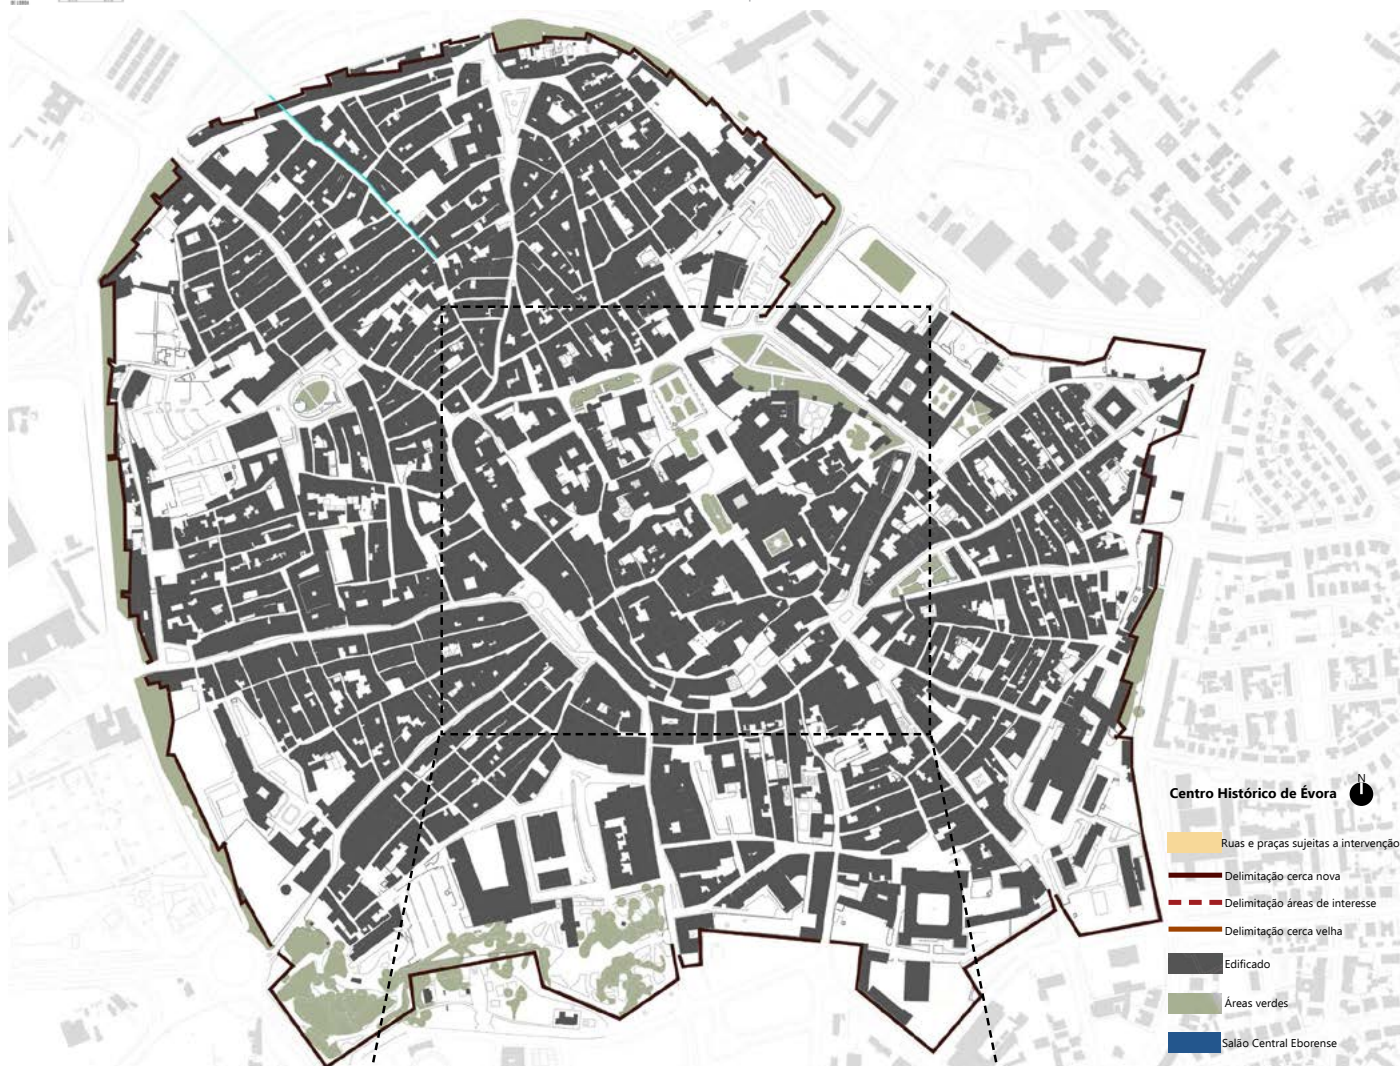 N
Centro Histórico de Évora
Ruas e praças sujeitas a intervenção
Delimitação cerca nova
Delimitação áreas de interesse
Delimitação cerca velha
Edificado
Áreas verdes
Salão Central Eborense